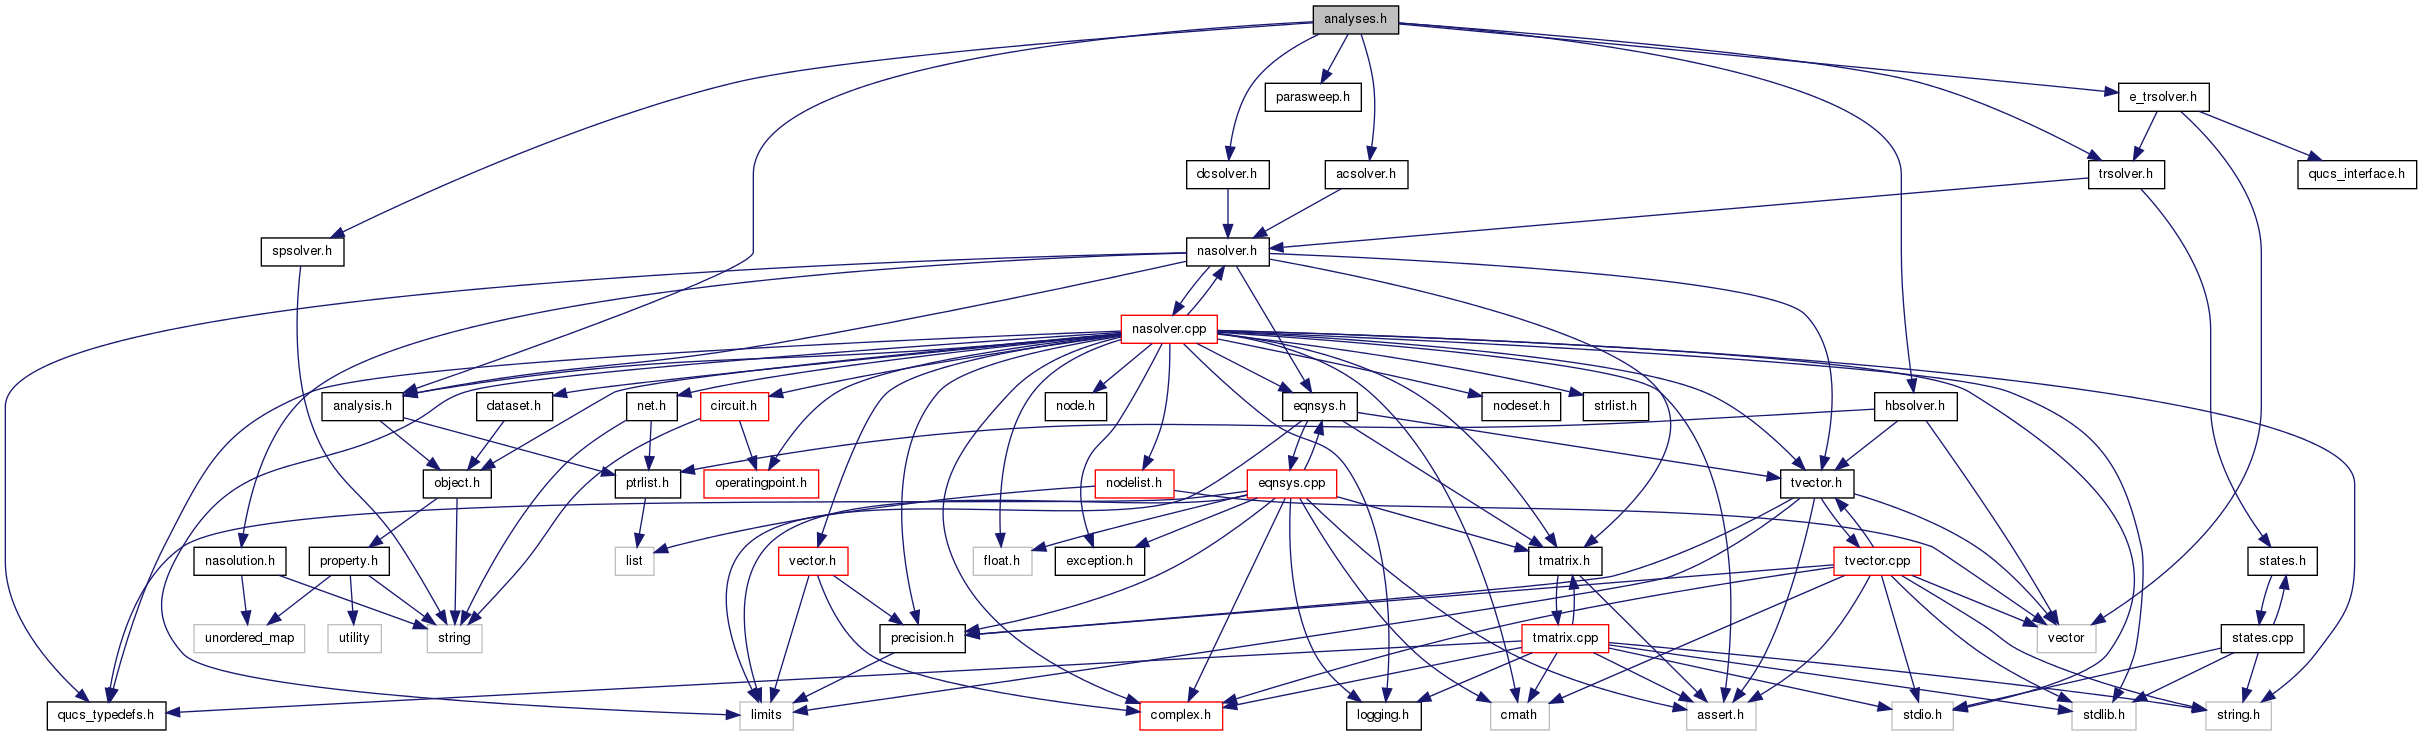 analyses.h
parasweep.h
e_trsolver.h
dcsolver.h
acsolver.h
trsolver.h
qucs_interface.h
spsolver.h
nasolver.h
nasolver.cpp
analysis.h
dataset.h
net.h
circuit.h
node.h
eqnsys.h
nodeset.h
strlist.h
hbsolver.h
object.h
ptrlist.h
operatingpoint.h
nodelist.h
eqnsys.cpp
tvector.h
nasolution.h
property.h
list
vector.h
float.h
exception.h
tmatrix.h
tvector.cpp
states.h
unordered_map
utility
string
precision.h
tmatrix.cpp
vector
states.cpp
qucs_typedefs.h
limits
complex.h
logging.h
cmath
assert.h
stdio.h
stdlib.h
string.h